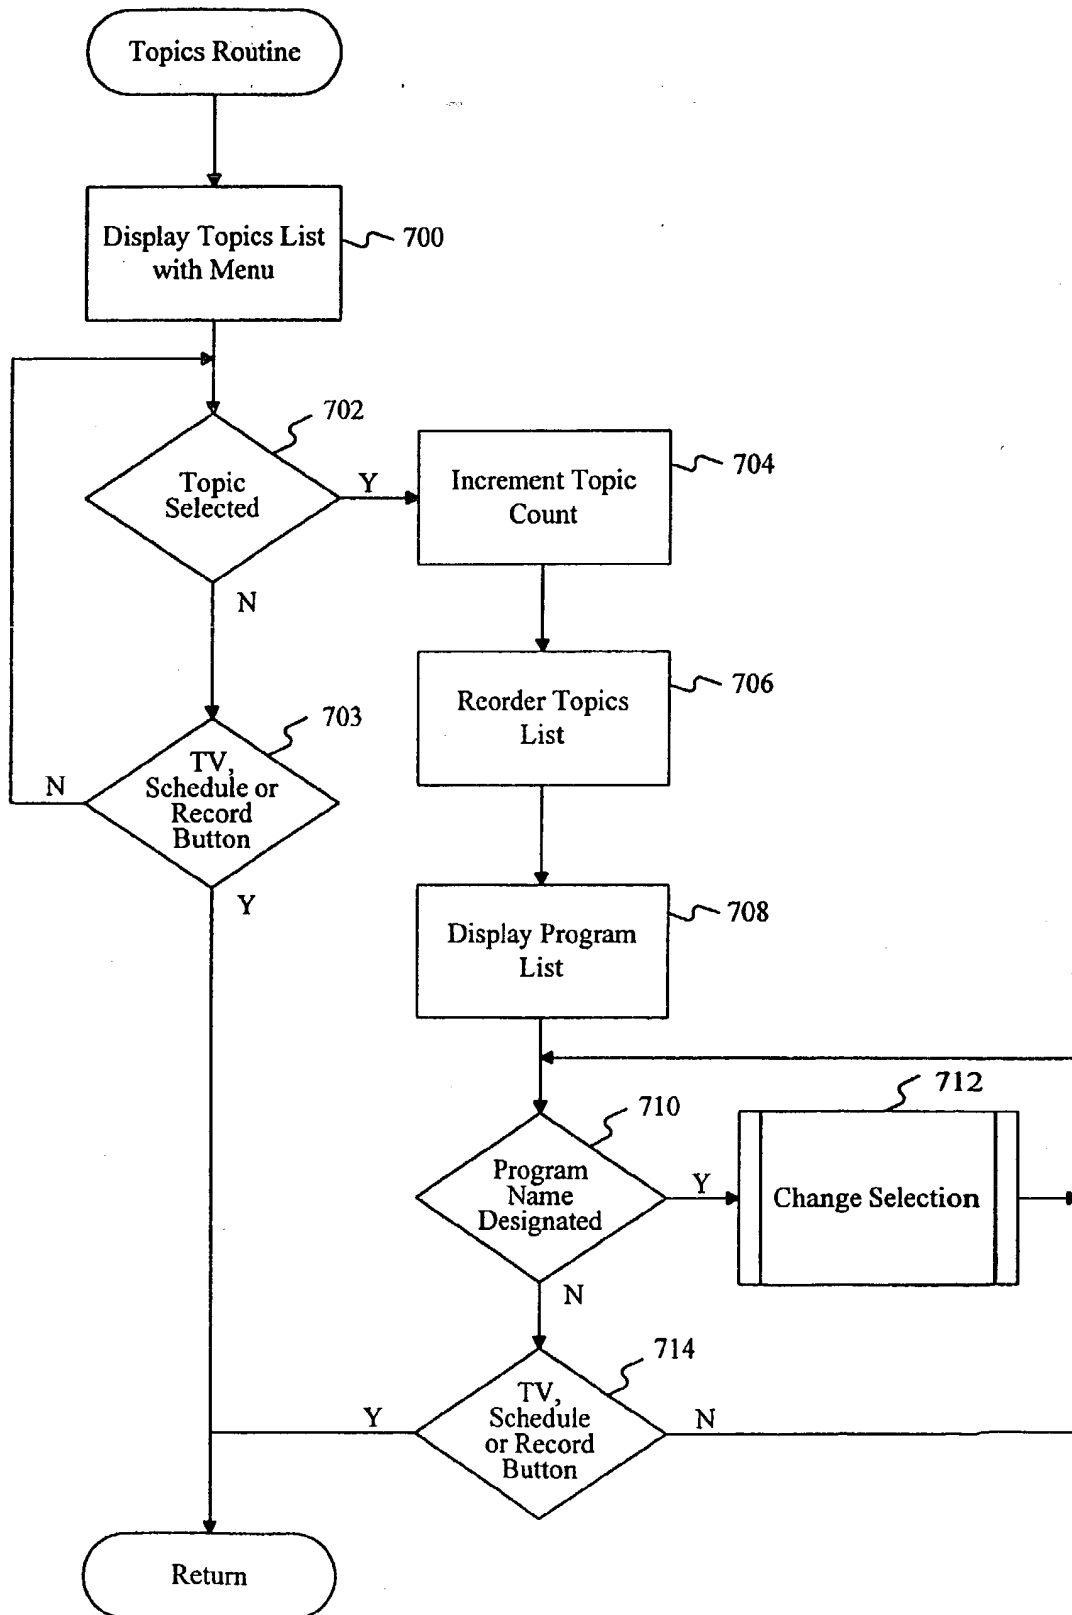 Topics Routine
Display Topics List
with Menu
700
702
Topic
Selected
Y
N
Increment Topic
Count
704
Reorder Topics
List
706
703
TV,
Schedule or
Record
Button
N
Y
Display Program
List
708
710
Program
Name
Designated
Y
N
712
Change Selection
714
TV,
Schedule
or Record
Button
Y
N
Return